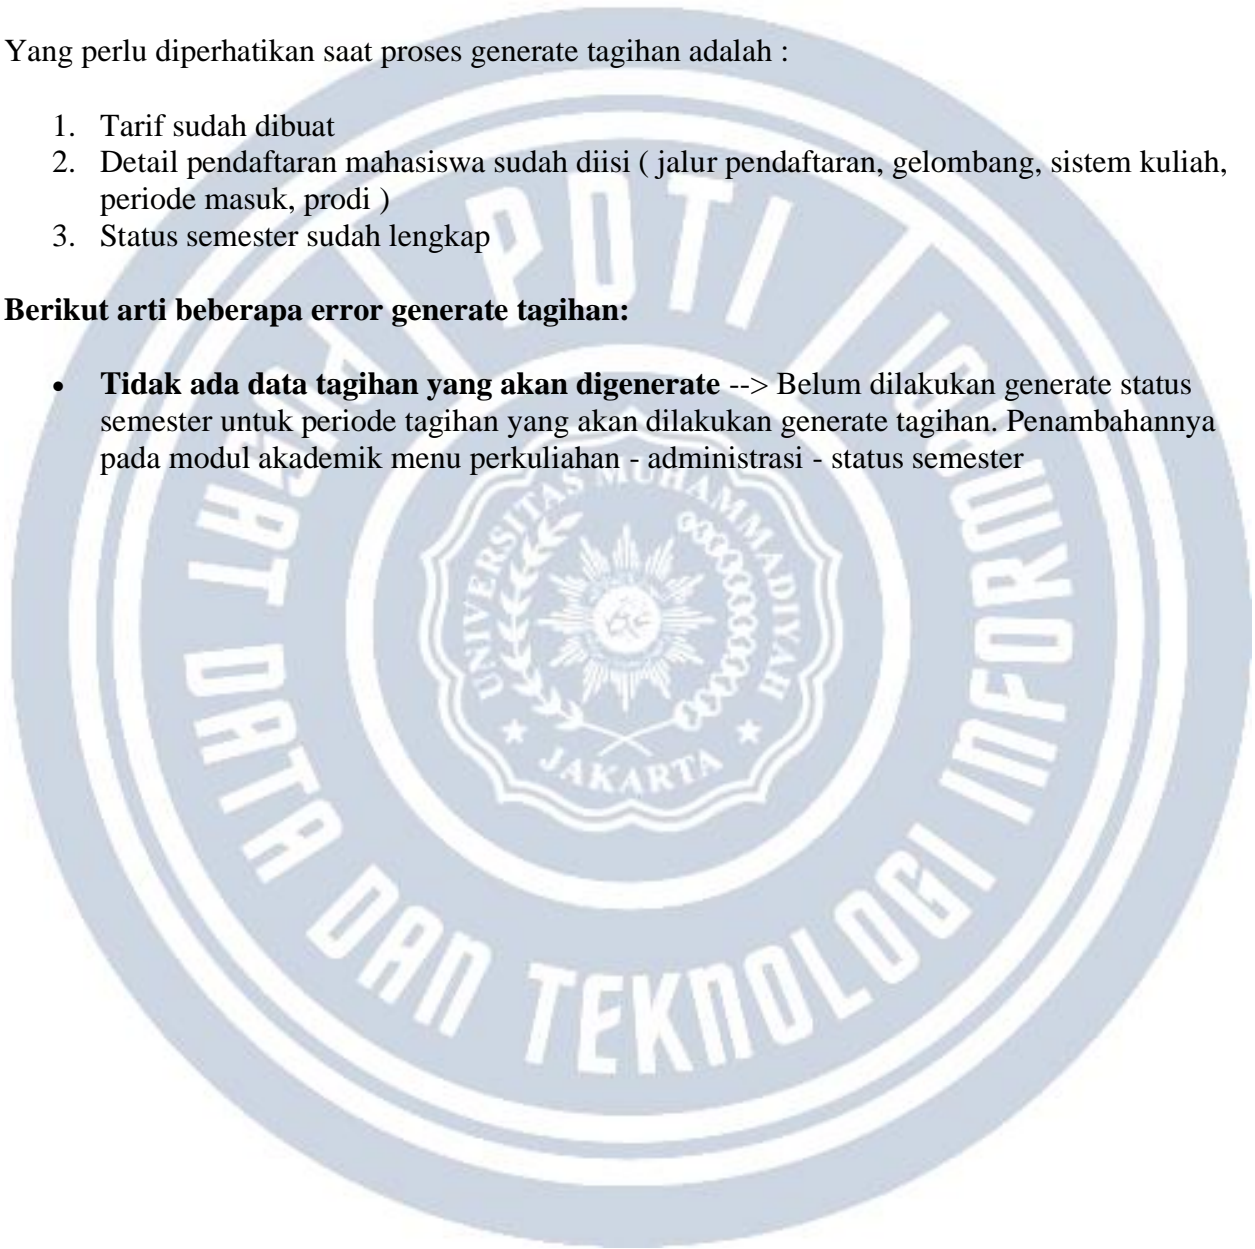 Yang perlu diperhatikan saat proses generate tagihan adalah :
1. Tarif sudah dibuat
2. Detail pendaftaran mahasiswa sudah diisi ( jalur pendaftaran, gelombang, sistem kuliah,
periode masuk, prodi )
3. Status semester sudah lengkap
Berikut arti beberapa error generate tagihan:
• Tidak ada data tagihan yang akan digenerate --> Belum dilakukan generate status
semester untuk periode tagihan yang akan dilakukan generate tagihan. Penambahannya
pada modul akademik menu perkuliahan - administrasi - status semester
PDTI
PUSAT DATA DAN TEKNOLOGI INFORMASI
UNIVERSITAS MUHAMMADIYAH
JAKARTA